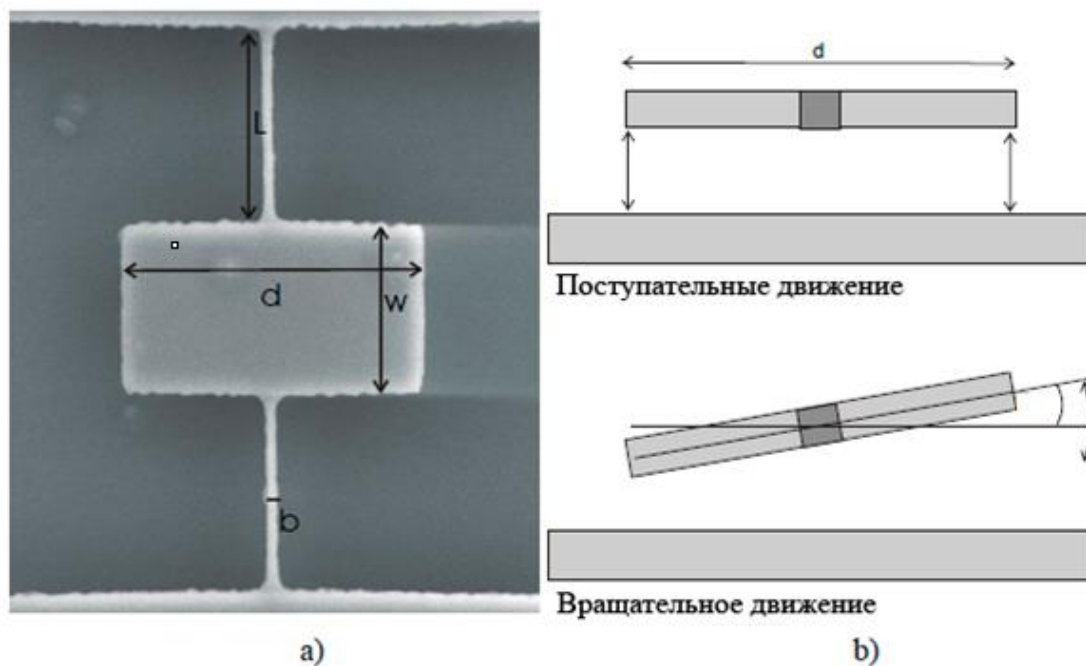 L
d
w
b
a)
d
Поступательные движение
Вращательное движение
b)